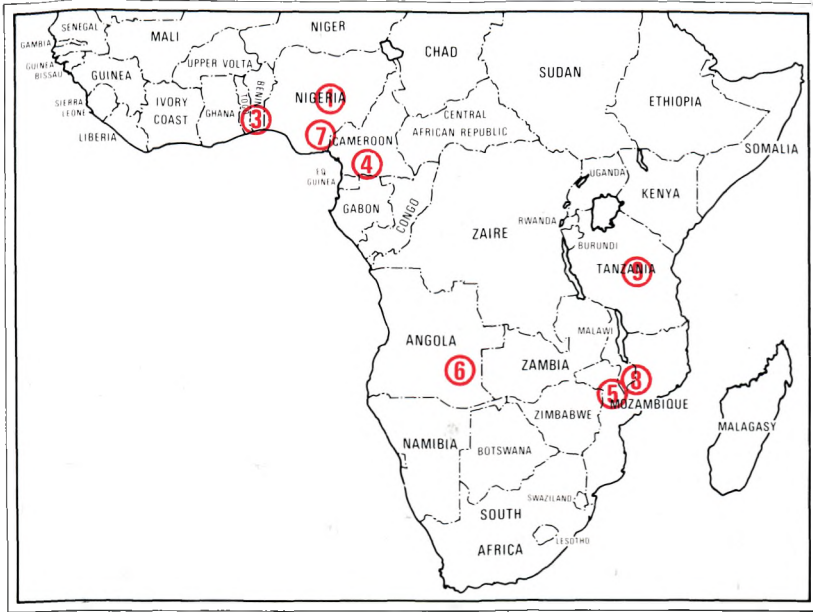 SENEGAL
MALI
NIGER
CHAD
SUDAN
GAMBIA
GUINEA
BISSAU
GUINEA
UPPER VOLTA
BENIN
NIGERIA
1
ETHIOPIA
SIERRA
LEONE
IVORY
COAST
GHANA
3
7
CAMEROON
CENTRAL
AFRICAN REPUBLIC
LIBERIA
SOMALIA
4
EQ.
GUINEA
UGANDA
KENYA
GABON
CONGO
ZAIRE
RWANDA
BURUNDI
TANZANIA
9
ANGOLA
MALAWI
6
ZAMBIA
8
5
MOZAMBIQUE
ZIMBABWE
MALAGASY
NAMIBIA
BOTSWANA
SWAZILAND
SOUTH
AFRICA
LESOTHO